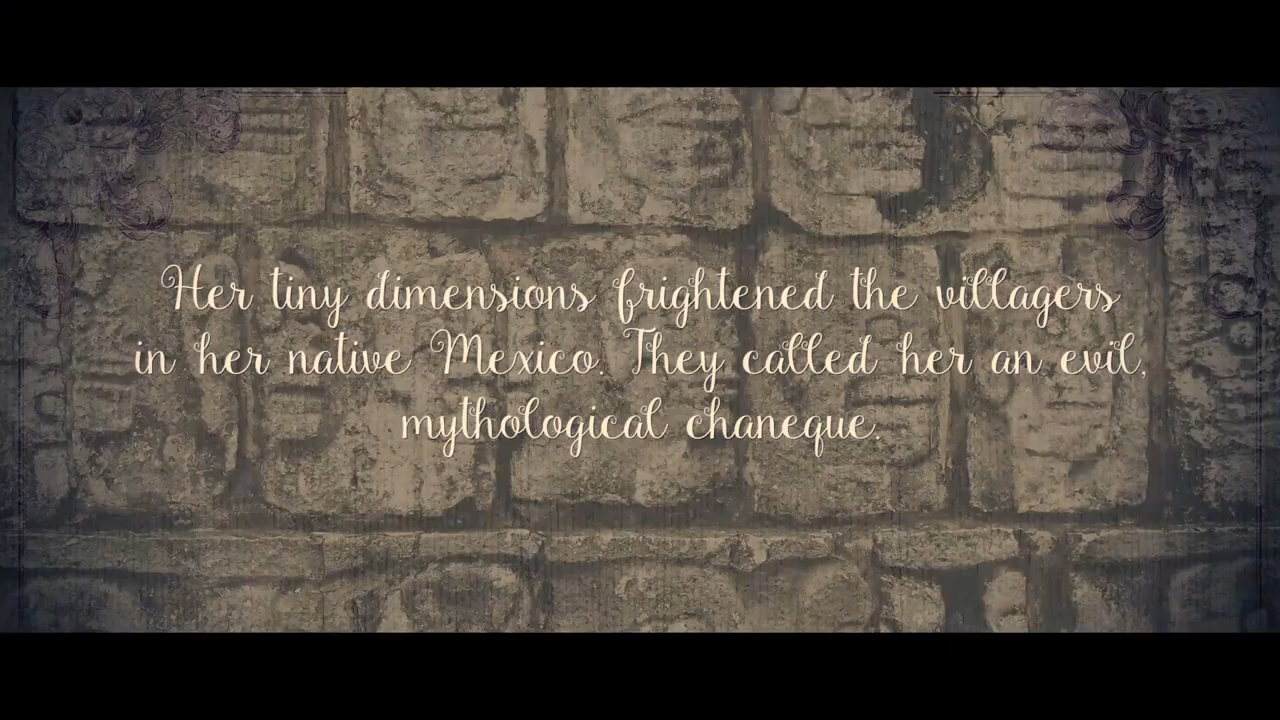 Her tiny dimensions frightened the villagers
in her native Mexico. They called her an evil,
mythological chaneque.